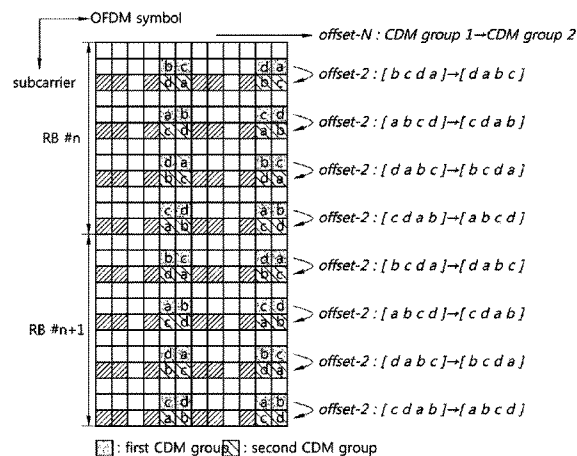 OFDM symbol
offset-N : CDM group 1→CDM group 2
subcarrier
b c d a
d a b c
offset-2 : [ b c d a ]→[ d a b c ]
a b c d
c d a b
offset-2 : [ a b c d ]→[ c d a b ]
RB #n
d a b c
b c d a
offset-2 : [ d a b c ]→[ b c d a ]
c d a b
a b c d
offset-2 : [ c d a b ]→[ a b c d ]
b c d a
d a b c
offset-2 : [ b c d a ]→[ d a b c ]
a b c d
c d a b
offset-2 : [ a b c d ]→[ c d a b ]
RB #n+1
d a b c
b c d a
offset-2 : [ d a b c ]→[ b c d a ]
c d a b
a b c d
offset-2 : [ c d a b ]→[ a b c d ]
: first CDM group : second CDM group